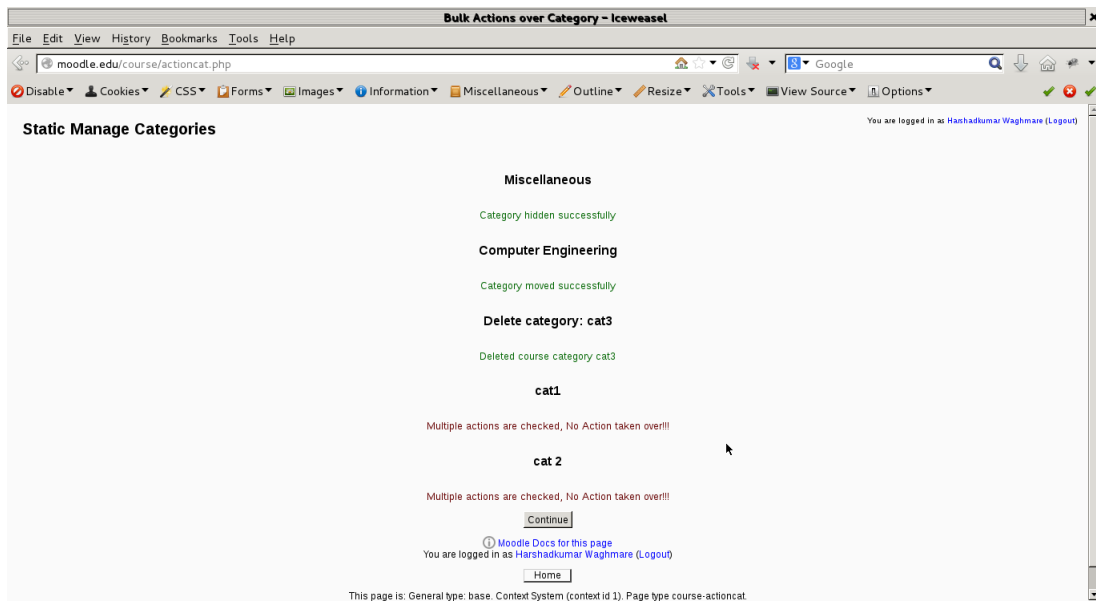 Bulk Actions over Category - Iceweasel
File Edit View History Bookmarks Tools Help
moodle.edu/course/actioncat.php
Google
Disable Cookies CSS Forms Images Information Miscellaneous Outline Resize Tools View Source Options
Static Manage Categories
You are logged in as Harshadkumar Waghmare (Logout)
Miscellaneous
Category hidden successfully
Computer Engineering
Category moved successfully
Delete category: cat3
Deleted course category cat3
cat1
Multiple actions are checked, No Action taken over!!!
cat 2
Multiple actions are checked, No Action taken over!!!
Continue
Moodle Docs for this page
You are logged in as Harshadkumar Waghmare (Logout)
Home
This page is: General type: base. Context System (context id 1). Page type course-actioncat.